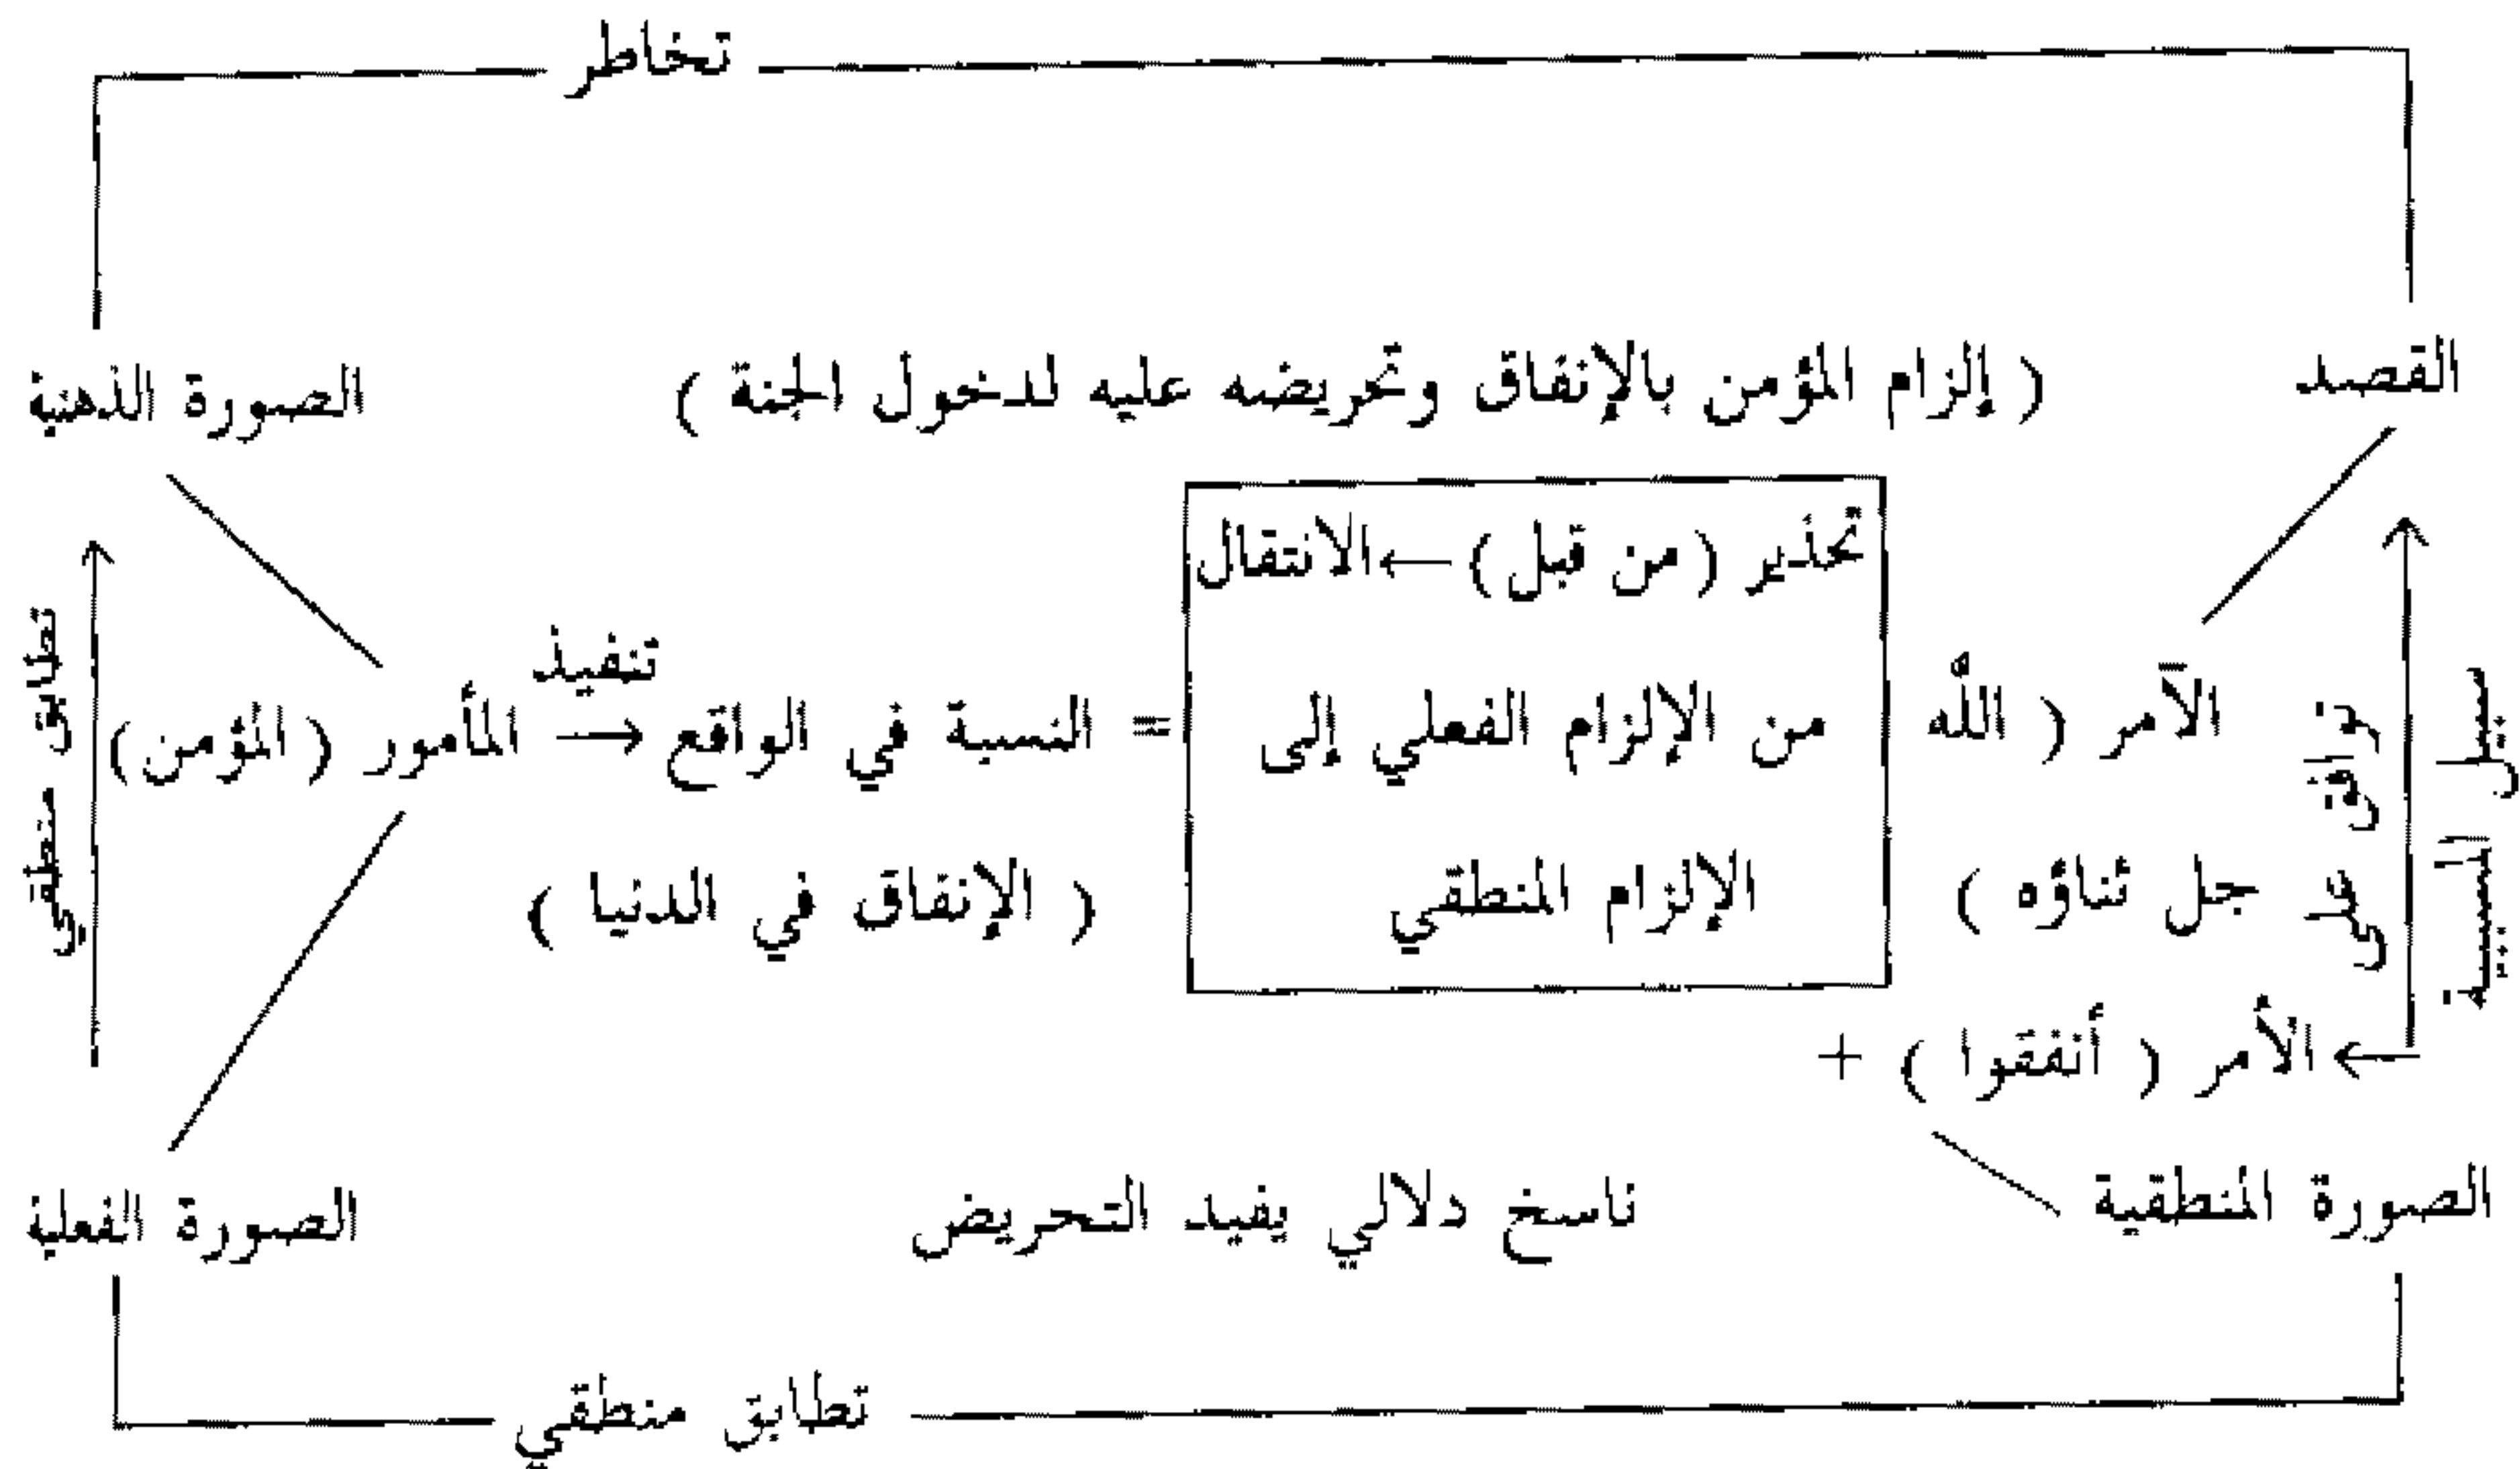 تخاطر
القصد ( إلزام المؤمن بالإنفاق وتحريضه عليه لدخول الجنة ) الصورة الذهنية
تحذير (من قبل) ← الانتقال
تنفيذ
الآمر ( الله من الإلزام الفعلي إلى = النسبة في الواقع → المأمور (المؤمن)
جل ثناؤه ) الإلزام المنطقي ( الإنفاق في الدنيا )
تطابق منطقي
← الأمر ( أنفقوا ) +
الصورة المنطقية ناسخ دلالي يفيد التحريض الصورة الفعلية
تطابق منطقي